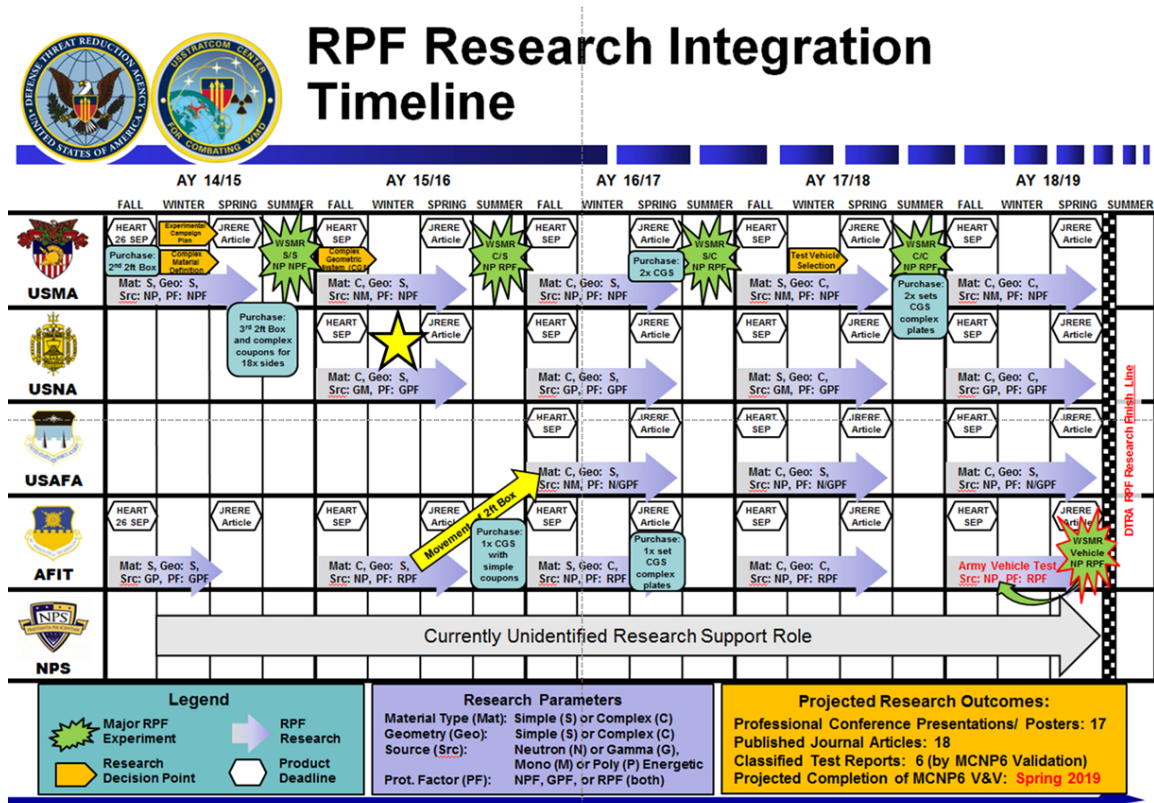 RPF Research Integration
Timeline
DEFENSE THREAT REDUCTION AGENCY
UNITED STATES OF AMERICA
USSTRATCOM CENTER
FOR COMBATING WMD
AY 14/15
AY 15/16
AY 16/17
AY 17/18
AY 18/19
FALL WINTER SPRING SUMMER FALL WINTER SPRING SUMMER FALL WINTER SPRING SUMMER FALL WINTER SPRING SUMMER FALL WINTER SPRING SUMMER
USMA
HEART
26 SEP
Experimental
Campaign
Plan
JRERE
Article
WSMR
S/S
NP NPF
Purchase:
2nd 2ft Box
Complex
Material
Definition
Mat: S, Geo: S,
Src: NP, PF: NPF
Purchase:
3rd 2ft Box
and complex
coupons for
18x sides
HEART
SEP
Complex
Geometric
System (CGS)
JRERE
Article
WSMR
C/S
NP RPF
Mat: C, Geo: S,
Src: NM, PF: NPF
HEART
SEP
JRERE
Article
Purchase:
2x CGS
WSMR
S/C
NP RPF
Mat: C, Geo: S,
Src: NP, PF: NPF
HEART
SEP
Test Vehicle
Selection
JRERE
Article
WSMR
C/C
NP RPF
Purchase:
2x sets
CGS
complex
plates
Mat: S, Geo: C,
Src: NM, PF: NPF
HEART
SEP
JRERE
Article
Mat: C, Geo: C,
Src: NM, PF: NPF
USNA
HEART
SEP
JRERE
Article
Mat: C, Geo: S,
Src: GM, PF: GPF
HEART
SEP
JRERE
Article
Mat: C, Geo: S,
Src: GP, PF: GPF
HEART
SEP
JRERE
Article
Mat: S, Geo: C,
Src: GM, PF: GPF
HEART
SEP
JRERE
Article
Mat: C, Geo: C,
Src: GP, PF: GPF
USAFA
HEART
SEP
JRERE
Article
Mat: C, Geo: S,
Src: NM, PF: N/GPF
HEART
SEP
JRERE
Article
Mat: C, Geo: S,
Src: NP, PF: N/GPF
HEART
SEP
JRERE
Article
Mat: C, Geo: S,
Src: NP, PF: N/GPF
AFIT
HEART
26 SEP
JRERE
Article
Mat: S, Geo: S,
Src: GP, PF: GPF
HEART
SEP
JRERE
Article
Mat: C, Geo: S,
Src: NP, PF: RPF
Movement of 2ft Box
Purchase:
1x CGS
with
simple
coupons
HEART
SEP
JRERE
Article
Mat: S, Geo: C,
Src: NP, PF: RPF
Purchase:
1x set
CGS
complex
plates
HEART
SEP
JRERE
Article
Mat: C, Geo: C,
Src: NP, PF: RPF
HEART
SEP
JRERE
Article
WSMR
Vehicle
NP RPF
Army Vehicle Test
Src: NP, PF: RPF
DTRA RPF Research Finish Line
NPS
NPS
Currently Unidentified Research Support Role
Legend
Major RPF
Experiment
RPF
Research
Research
Decision Point
Product
Deadline
Research Parameters
Material Type (Mat): Simple (S) or Complex (C)
Geometry (Geo): Simple (S) or Complex (C)
Source (Src): Neutron (N) or Gamma (G),
Mono (M) or Poly (P) Energetic
Prot. Factor (PF): NPF, GPF, or RPF (both)
Projected Research Outcomes:
Professional Conference Presentations/ Posters: 17
Published Journal Articles: 18
Classified Test Reports: 6 (by MCNP6 Validation)
Projected Completion of MCNP6 V&V: Spring 2019